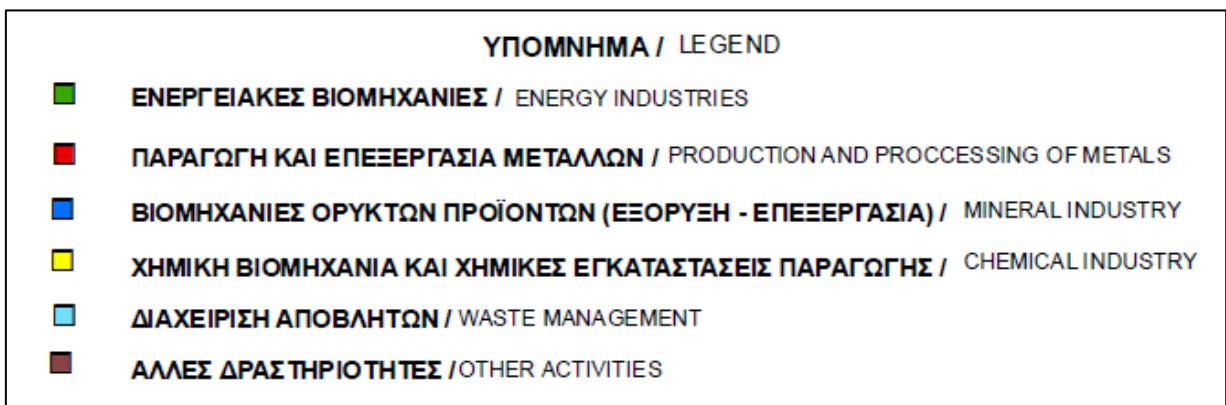 ΥΠΟΜΝΗΜΑ / LEGEND
ΕΝΕΡΓΕΙΑΚΕΣ ΒΙΟΜΗΧΑΝΙΕΣ / ENERGY INDUSTRIES
ΠΑΡΑΓΩΓΗ ΚΑΙ ΕΠΕΞΕΡΓΑΣΙΑ ΜΕΤΑΛΛΩΝ / PRODUCTION AND PROCCESSING OF METALS
ΒΙΟΜΗΧΑΝΙΕΣ ΟΡΥΚΤΩΝ ΠΡΟΪΟΝΤΩΝ (ΕΞΟΡΥΞΗ - ΕΠΕΞΕΡΓΑΣΙΑ) / MINERAL INDUSTRY
ΧΗΜΙΚΗ ΒΙΟΜΗΧΑΝΙΑ ΚΑΙ ΧΗΜΙΚΕΣ ΕΓΚΑΤΑΣΤΑΣΕΙΣ ΠΑΡΑΓΩΓΗΣ / CHEMICAL INDUSTRY
ΔΙΑΧΕΙΡΙΣΗ ΑΠΟΒΛΗΤΩΝ / WASTE MANAGEMENT
ΑΛΛΕΣ ΔΡΑΣΤΗΡΙΟΤΗΤΕΣ / OTHER ACTIVITIES